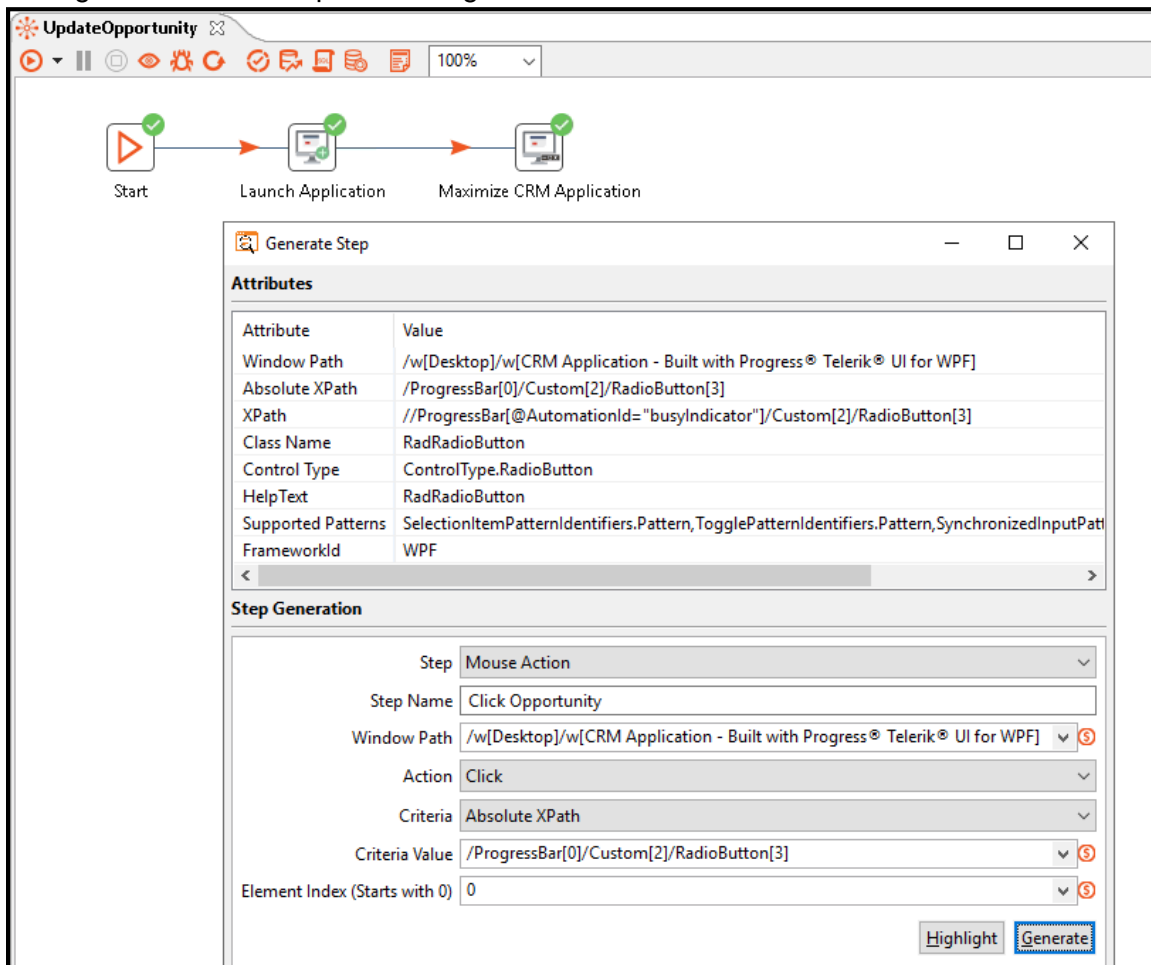 UpdateOpportunity
100%
Start Launch Application Maximize CRM Application
Generate Step
Attributes
Attribute Value
Window Path /w[Desktop]/w[CRM Application - Built with Progress® Telerik® UI for WPF]
Absolute XPath /ProgressBar[0]/Custom[2]/RadioButton[3]
XPath //ProgressBar[@AutomationId="busyIndicator"]/Custom[2]/RadioButton[3]
Class Name RadRadioButton
Control Type ControlType.RadioButton
HelpText RadRadioButton
Supported Patterns SelectionItemPatternIdentifiers.Pattern,TogglePatternIdentifiers.Pattern,SynchronizedInputPatt
FrameworkId WPF
Step Generation
Step Mouse Action
Step Name Click Opportunity
Window Path /w[Desktop]/w[CRM Application - Built with Progress® Telerik® UI for WPF]
Action Click
Criteria Absolute XPath
Criteria Value /ProgressBar[0]/Custom[2]/RadioButton[3]
Element Index (Starts with 0) 0
Highlight Generate